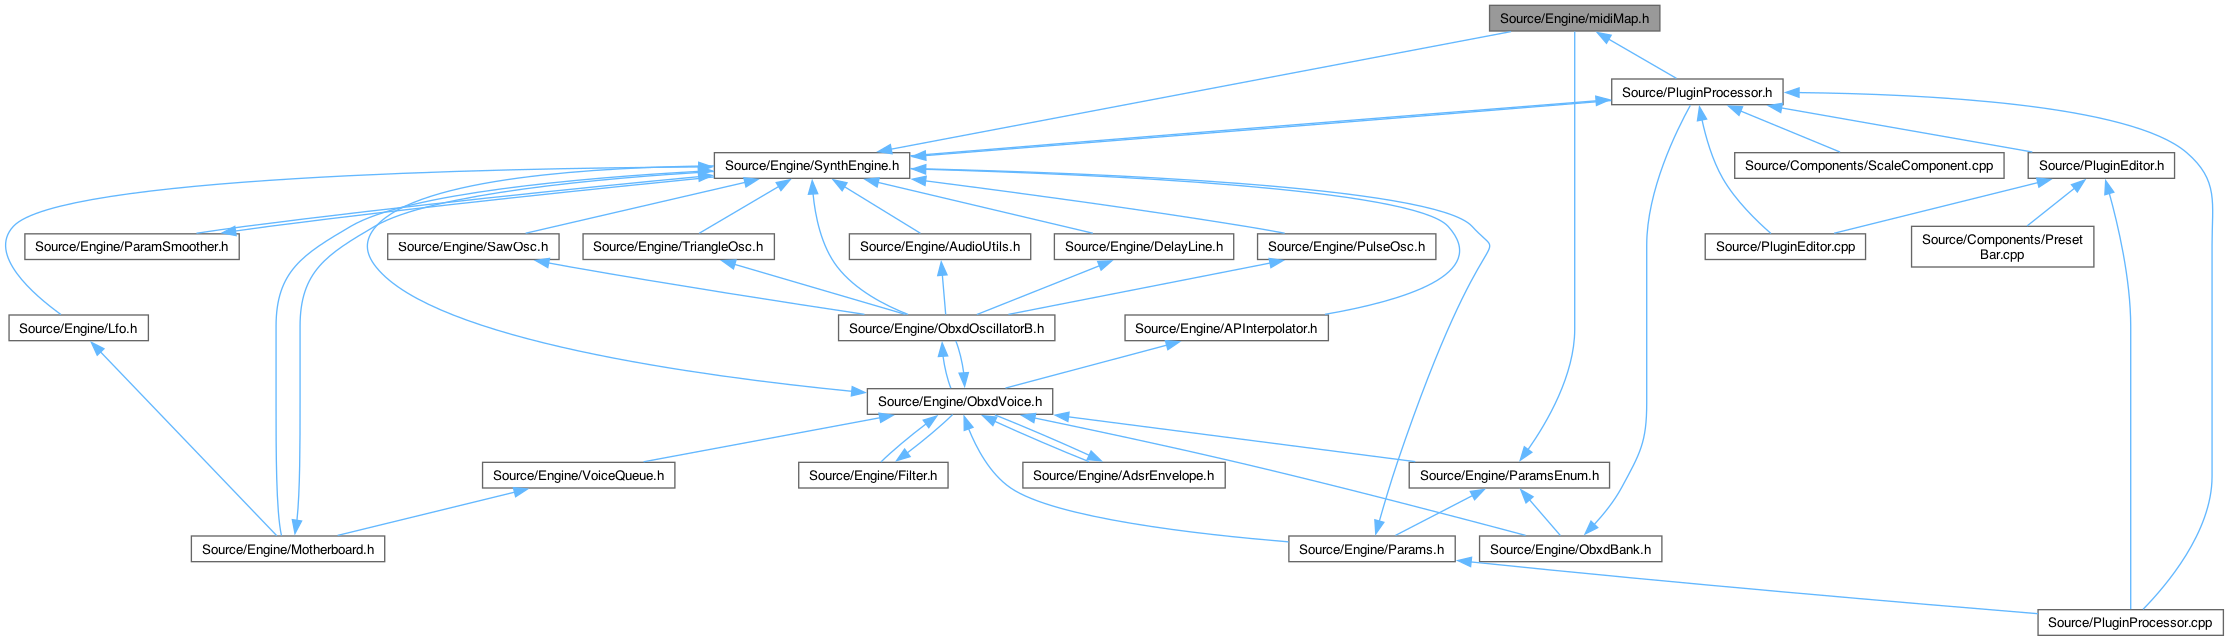 Source/Engine/midiMap.h
Source/PluginProcessor.h
Source/Engine/SynthEngine.h
Source/Components/ScaleComponent.cpp
Source/PluginEditor.h
Source/Engine/ParamSmoother.h
Source/Engine/SawOsc.h
Source/Engine/TriangleOsc.h
Source/Engine/AudioUtils.h
Source/Engine/DelayLine.h
Source/Engine/PulseOsc.h
Source/PluginEditor.cpp
Source/Components/Preset
Bar.cpp
Source/Engine/Lfo.h
Source/Engine/ObxdOscillatorB.h
Source/Engine/APInterpolator.h
Source/Engine/ObxdVoice.h
Source/Engine/VoiceQueue.h
Source/Engine/Filter.h
Source/Engine/AdsrEnvelope.h
Source/Engine/ParamsEnum.h
Source/Engine/Motherboard.h
Source/Engine/Params.h
Source/Engine/ObxdBank.h
Source/PluginProcessor.cpp